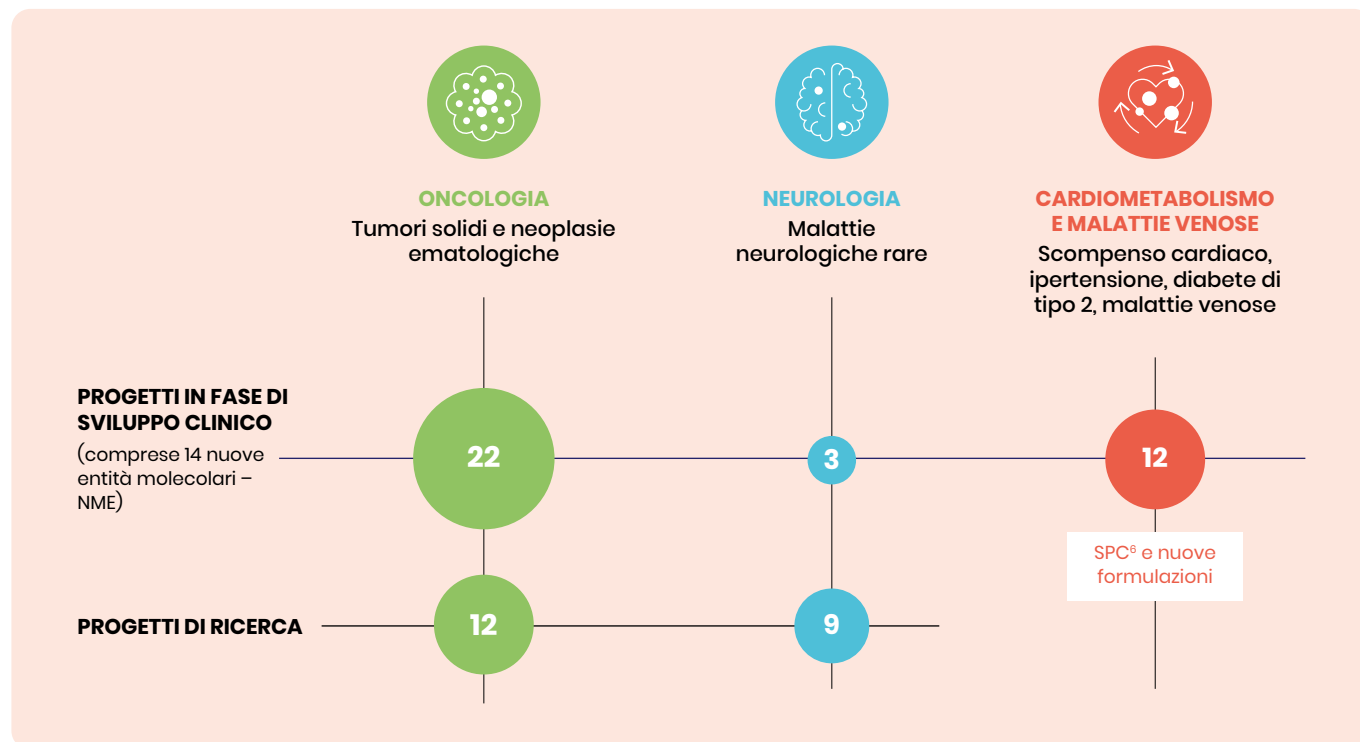 ONCOLOGIA
Tumori solidi e neoplasie
ematologiche
NEUROLOGIA
Malattie
neurologiche rare
CARDIOMETABOLISMO
E MALATTIE VENOSE
Scompenso cardiaco,
ipertensione, diabete di
tipo 2, malattie venose
PROGETTI IN FASE DI
SVILUPPO CLINICO
(comprese 14 nuove
entità molecolari –
NME)
22
3
12
SPC⁶ e nuove
formulazioni
PROGETTI DI RICERCA
12
9